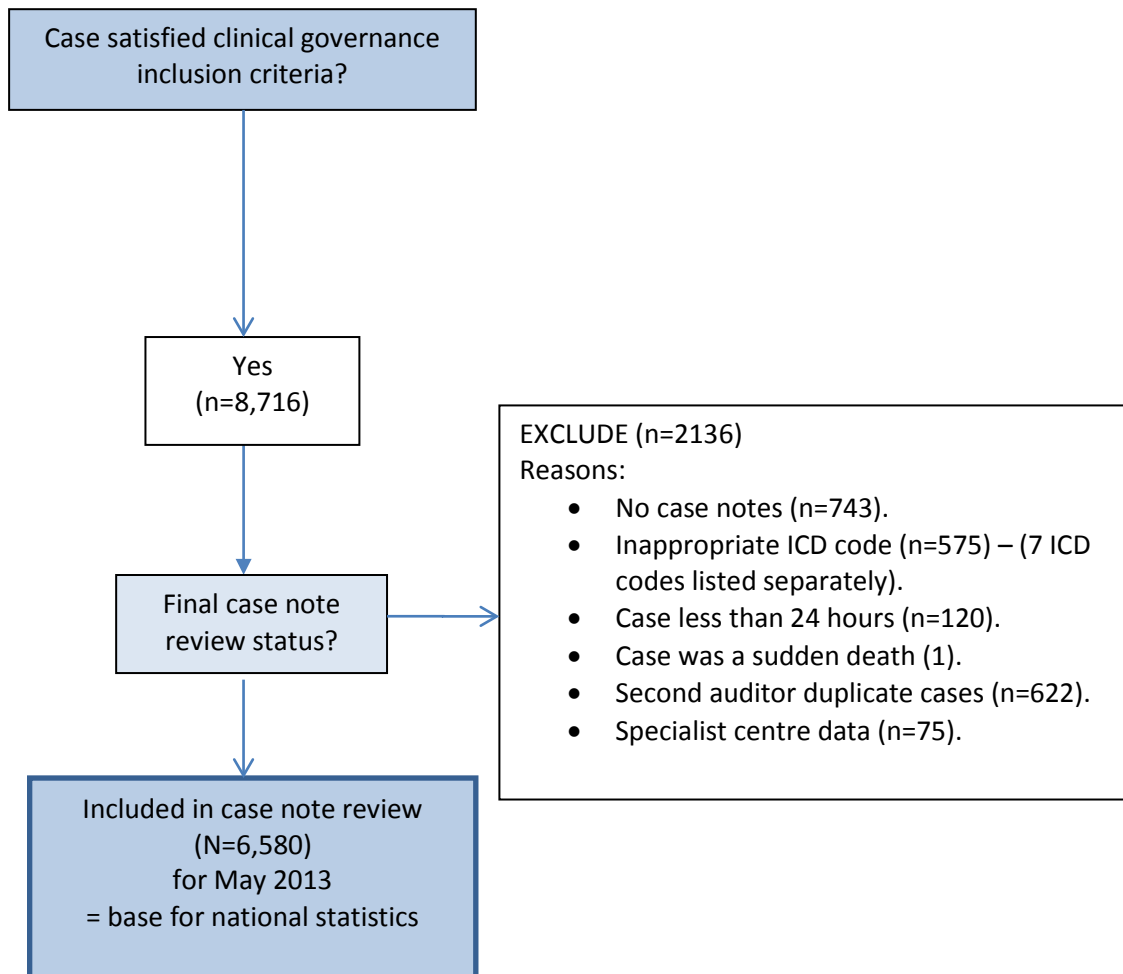 Case satisfied clinical governance
inclusion criteria?
Yes
(n=8,716)
EXCLUDE (n=2136)
Reasons:
• No case notes (n=743).
• Inappropriate ICD code (n=575) – (7 ICD
codes listed separately).
• Case less than 24 hours (n=120).
• Case was a sudden death (1).
• Second auditor duplicate cases (n=622).
• Specialist centre data (n=75).
Final case note
review status?
Included in case note review
(N=6,580)
for May 2013
= base for national statistics